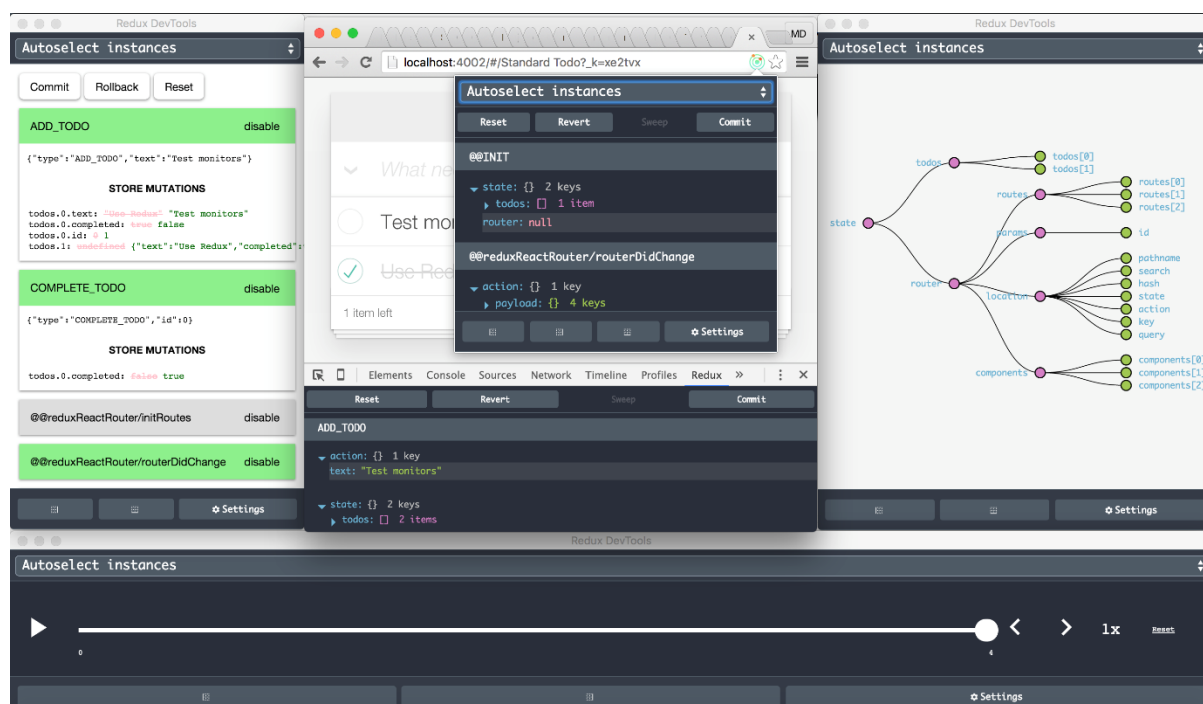 Redux DevTools
Autoselect instances
Commit Rollback Reset
ADD_TODO disable
{"type":"ADD_TODO","text":"Test monitors"}
STORE MUTATIONS
todos.0.text: "Use Redux" "Test monitors"
todos.0.completed: true false
todos.0.id: 0 1
todos.1: undefined {"text":"Use Redux","completed":
COMPLETE_TODO disable
{"type":"COMPLETE_TODO","id":0}
STORE MUTATIONS
todos.0.completed: false true
@@reduxReactRouter/initRoutes disable
@@reduxReactRouter/routerDidChange disable
Settings
MD
localhost:4002/#/Standard Todo?_k=xe2tvx
What ne
Test mo
Use Red
1 item left
Autoselect instances
Reset Revert Sweep Commit
@@INIT
state: {} 2 keys
todos: [] 1 item
router: null
@@reduxReactRouter/routerDidChange
action: {} 1 key
payload: {} 4 keys
Settings
Elements Console Sources Network Timeline Profiles Redux »
Reset Revert Sweep Commit
ADD_TODO
action: {} 1 key
text: "Test monitors"
state: {} 2 keys
todos: [] 2 items
Redux DevTools
Autoselect instances
state
todos
todos[0]
todos[1]
router
routes
routes[0]
routes[1]
routes[2]
params
id
location
pathname
search
hash
state
action
key
query
components
components[0]
components[1]
components[2]
Settings
Redux DevTools
Autoselect instances
0
4
1x
Reset
Settings